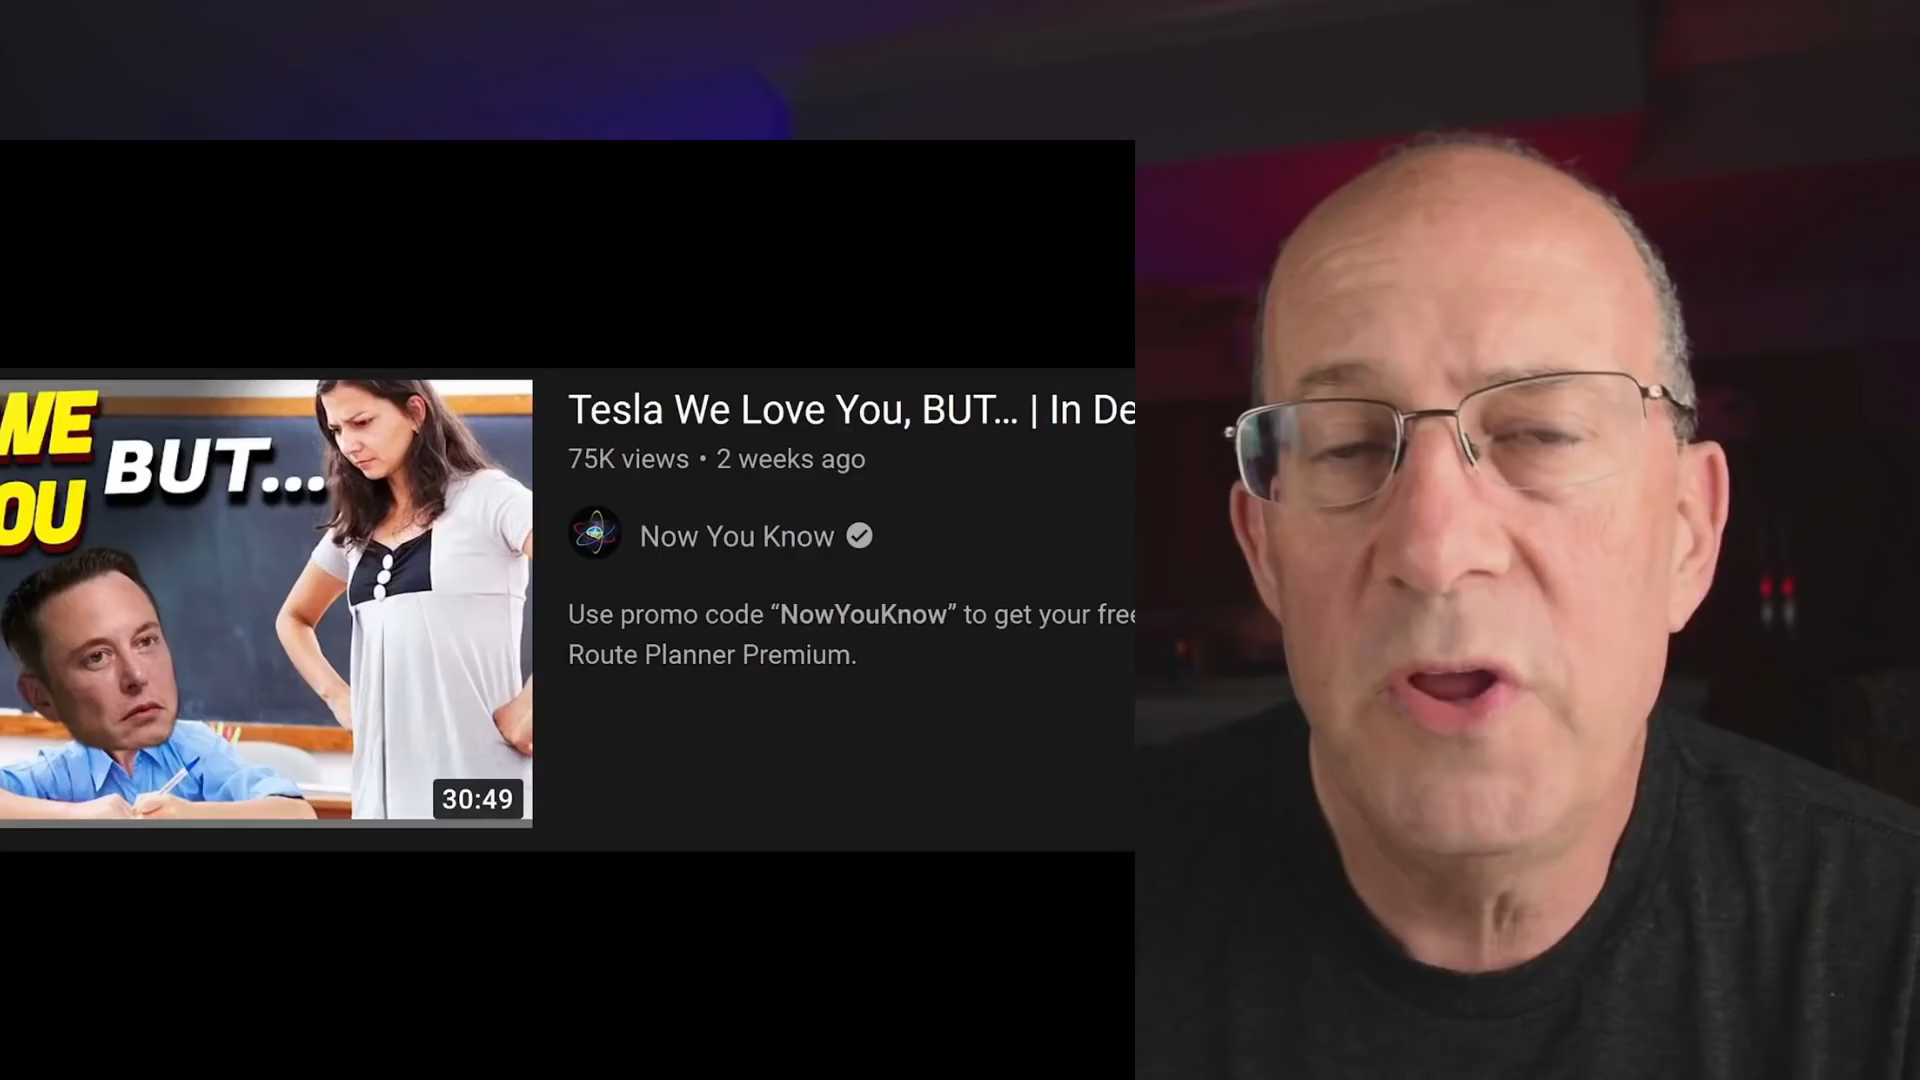 WE
BUT...
OU
30:49
Tesla We Love You, BUT... | In De
75K views • 2 weeks ago
Now You Know
Use promo code “NowYouKnow” to get your free
Route Planner Premium.